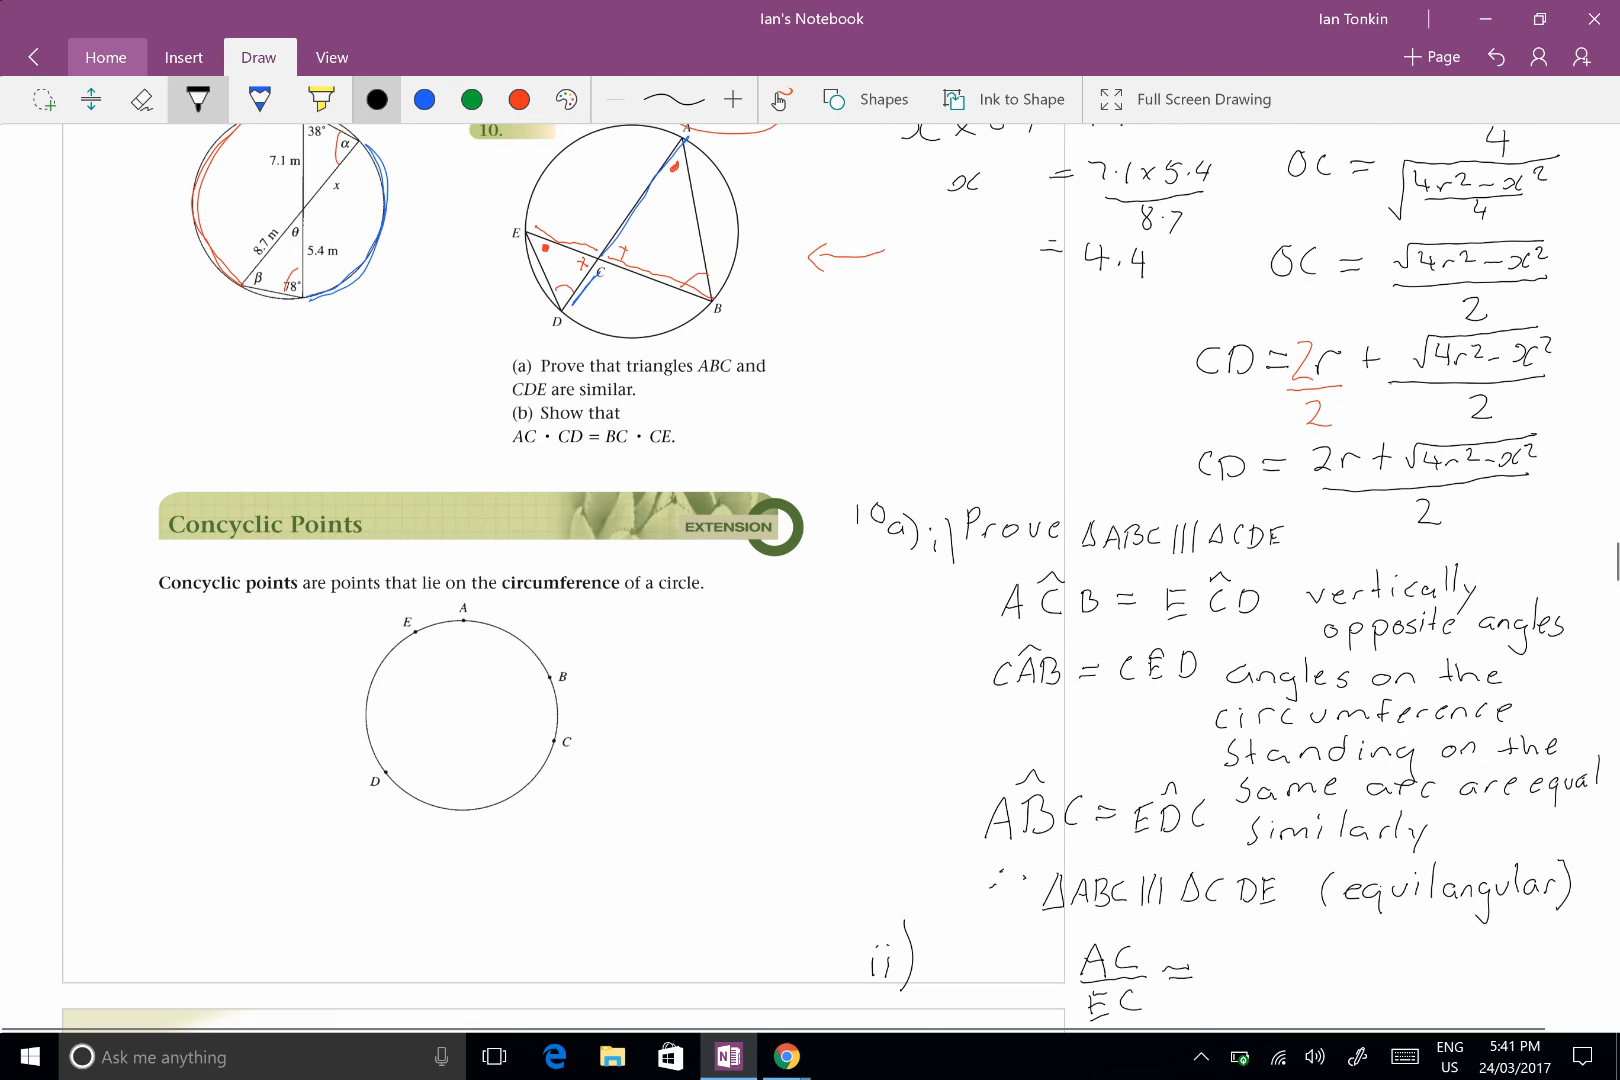 Ian's Notebook
Ian Tonkin
Home Insert Draw View
Page
Shapes
Ink to Shape
Full Screen Drawing
38°
α
7.1 m
x
8.7 m
θ
5.4 m
β
78°
10.
A
E
C
D
B
(a) Prove that triangles ABC and
CDE are similar.
(b) Show that
AC • CD = BC • CE.
x = 7.1 x 5.4
8.7
= 4.4
4
OC = √4r² - x²
4
OC = √4r² - x²
2
CD = 2r + √4r² - x²
2 2
CD = 2r + √4r² - x²
2
Concyclic Points
EXTENSION
Concyclic points are points that lie on the circumference of a circle.
A
E
B
C
D
10a) i) Prove ΔABC ||| ΔCDE
AĈB = EĈD vertically
opposite angles
CÂB = CÊD angles on the
circumference
standing on the
same arc are equal
AB̂C = ED̂C similarly
∴ ΔABC ||| ΔCDE (equilangular)
ii) AC =
EC
Ask me anything
ENG
US
5:41 PM
24/03/2017